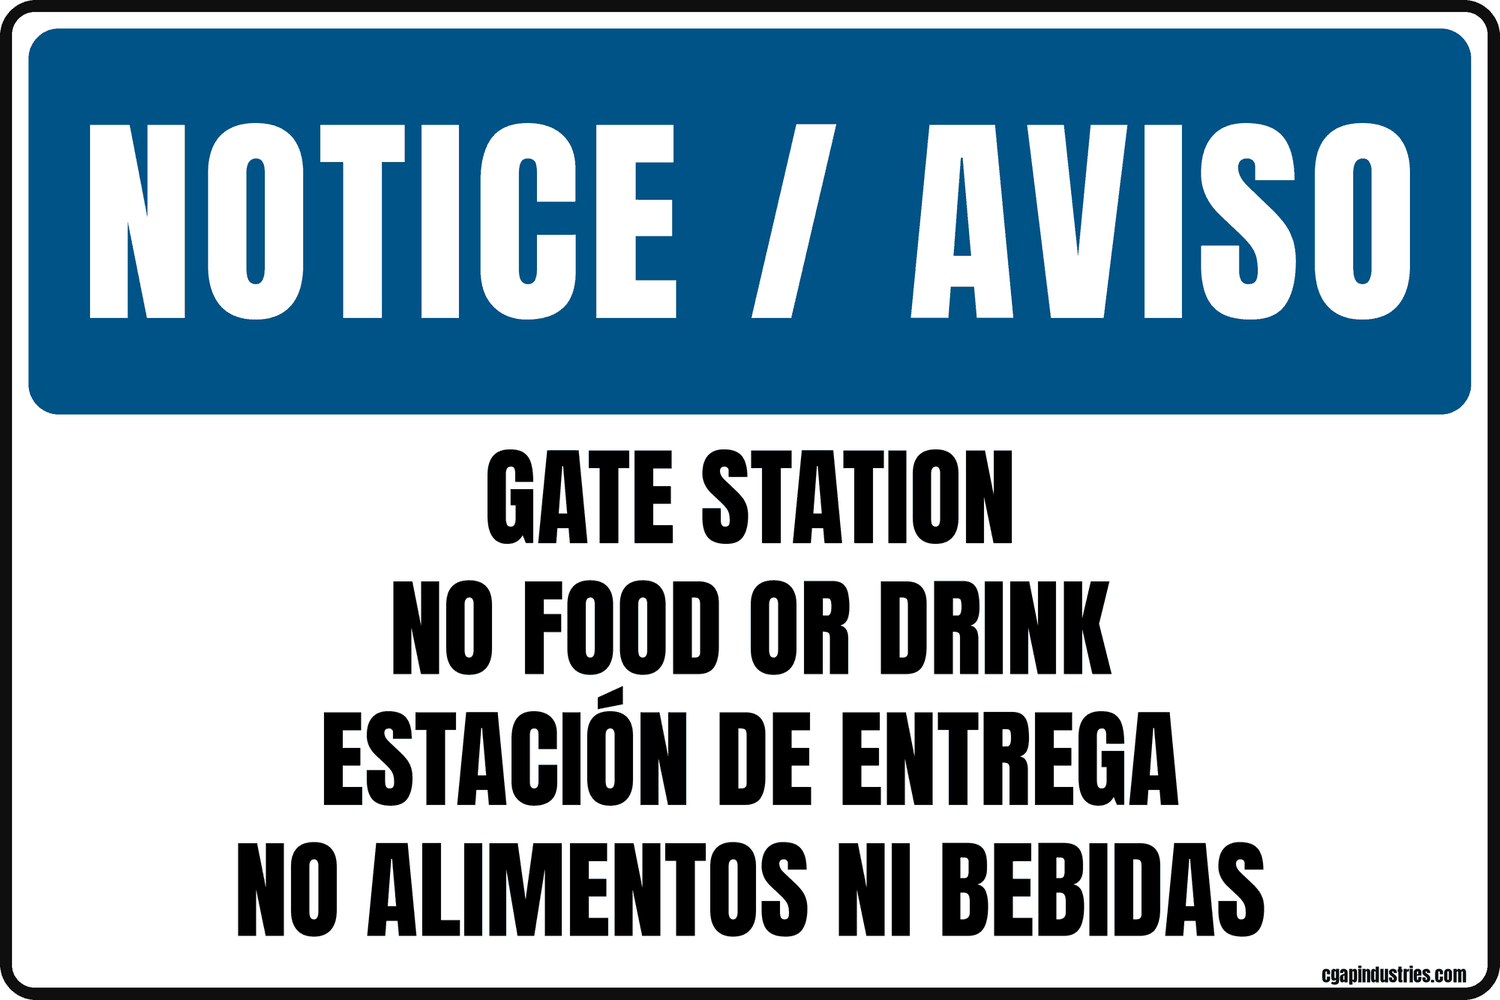 NOTICE / AVISO
GATE STATION
NO FOOD OR DRINK
ESTACIÓN DE ENTREGA
NO ALIMENTOS NI BEBIDAS
cgapindustries.com